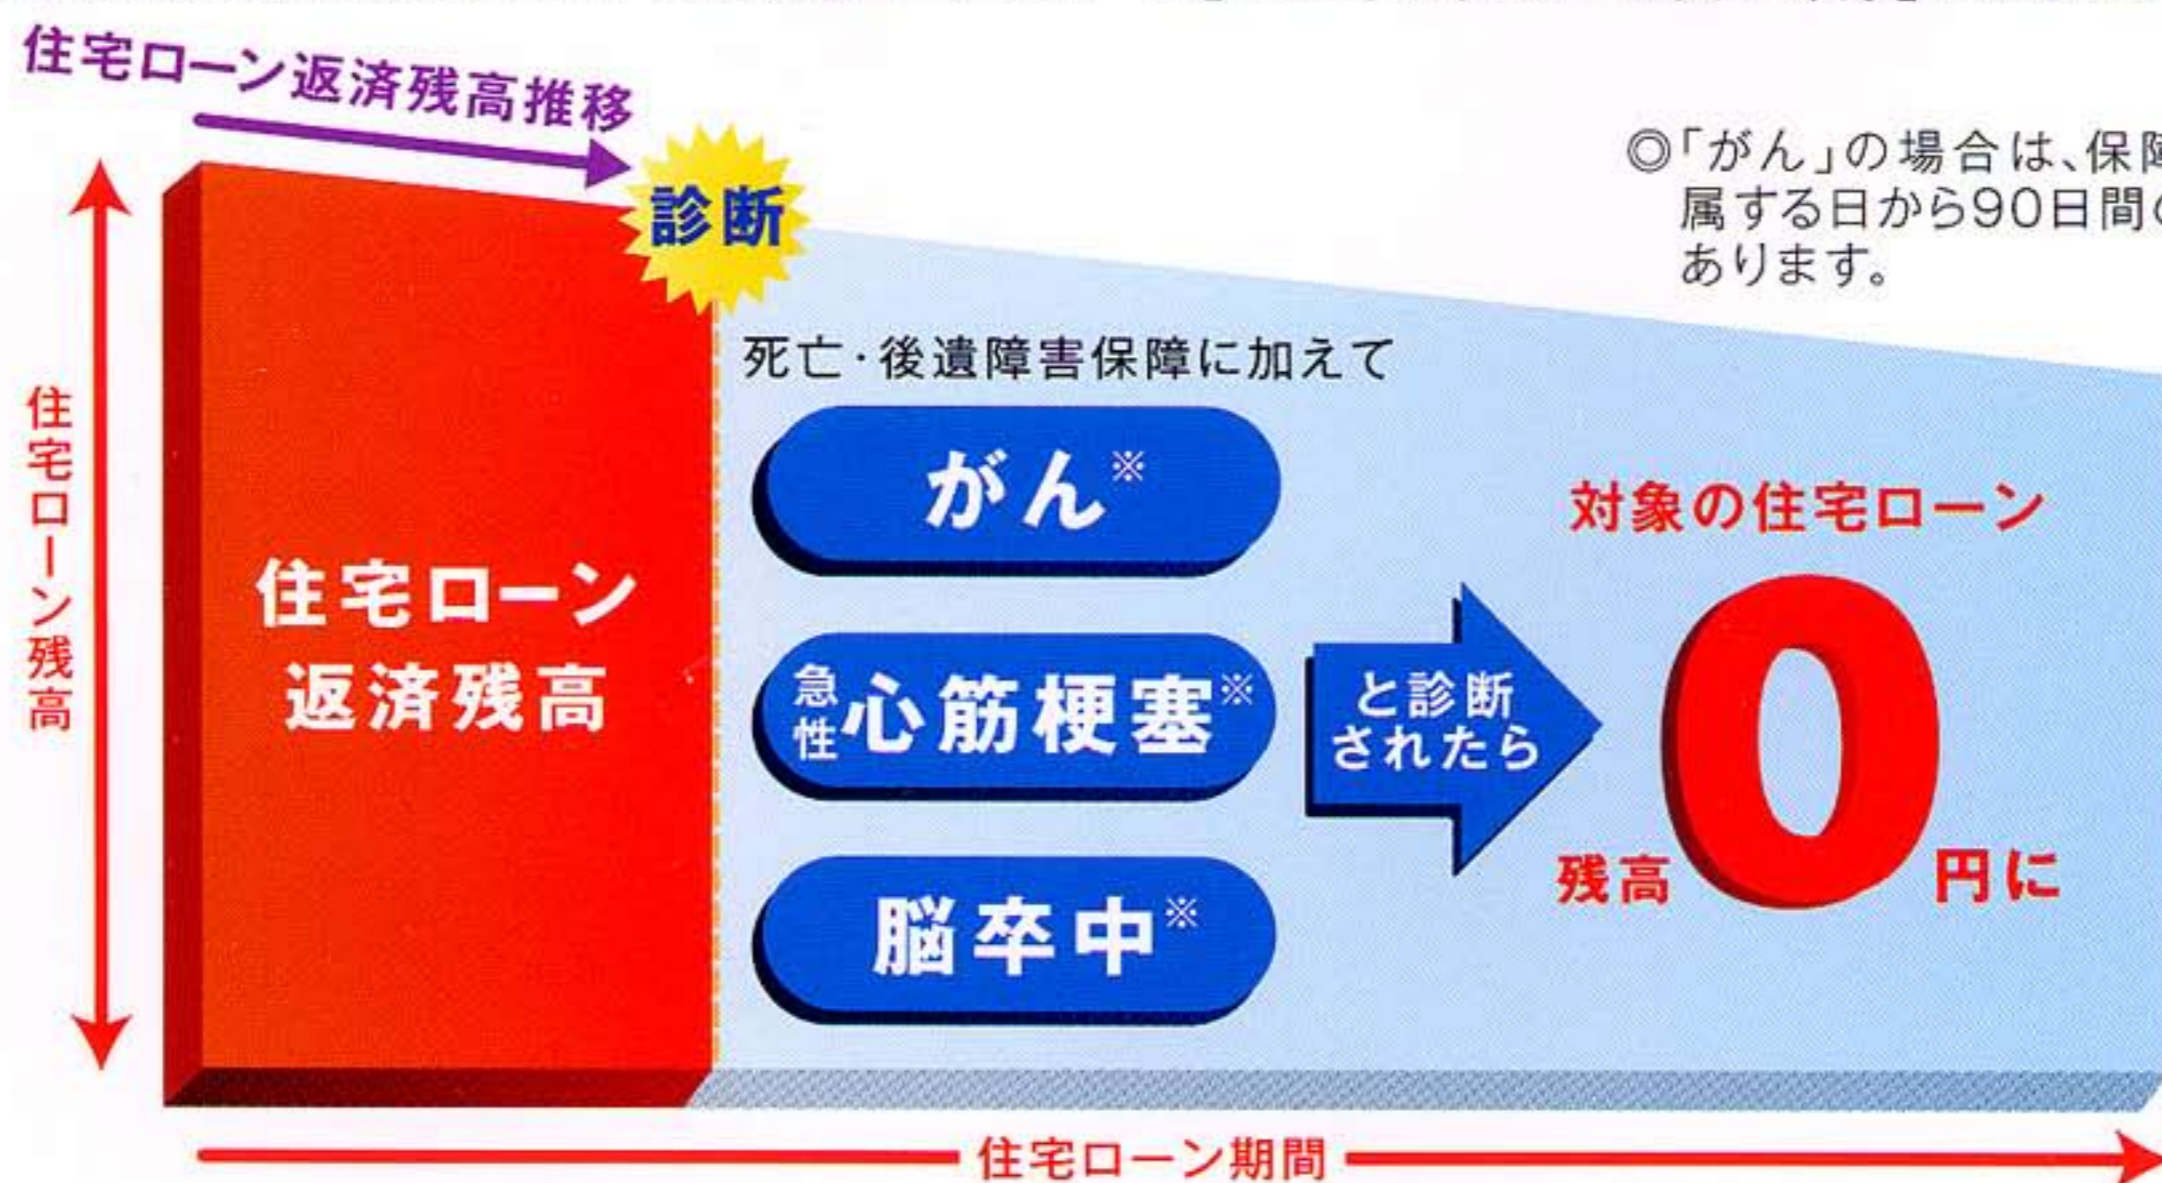 住宅ローン返済残高推移
診断
◎「がん」の場合は、保障
属する日から90日間の
あります。
死亡・後遺障害保障に加えて
住宅ローン残高
住宅ローン
返済残高
がん※
急性心筋梗塞※
脳卒中※
と診断
されたら
対象の住宅ローン
残高0円に
住宅ローン期間